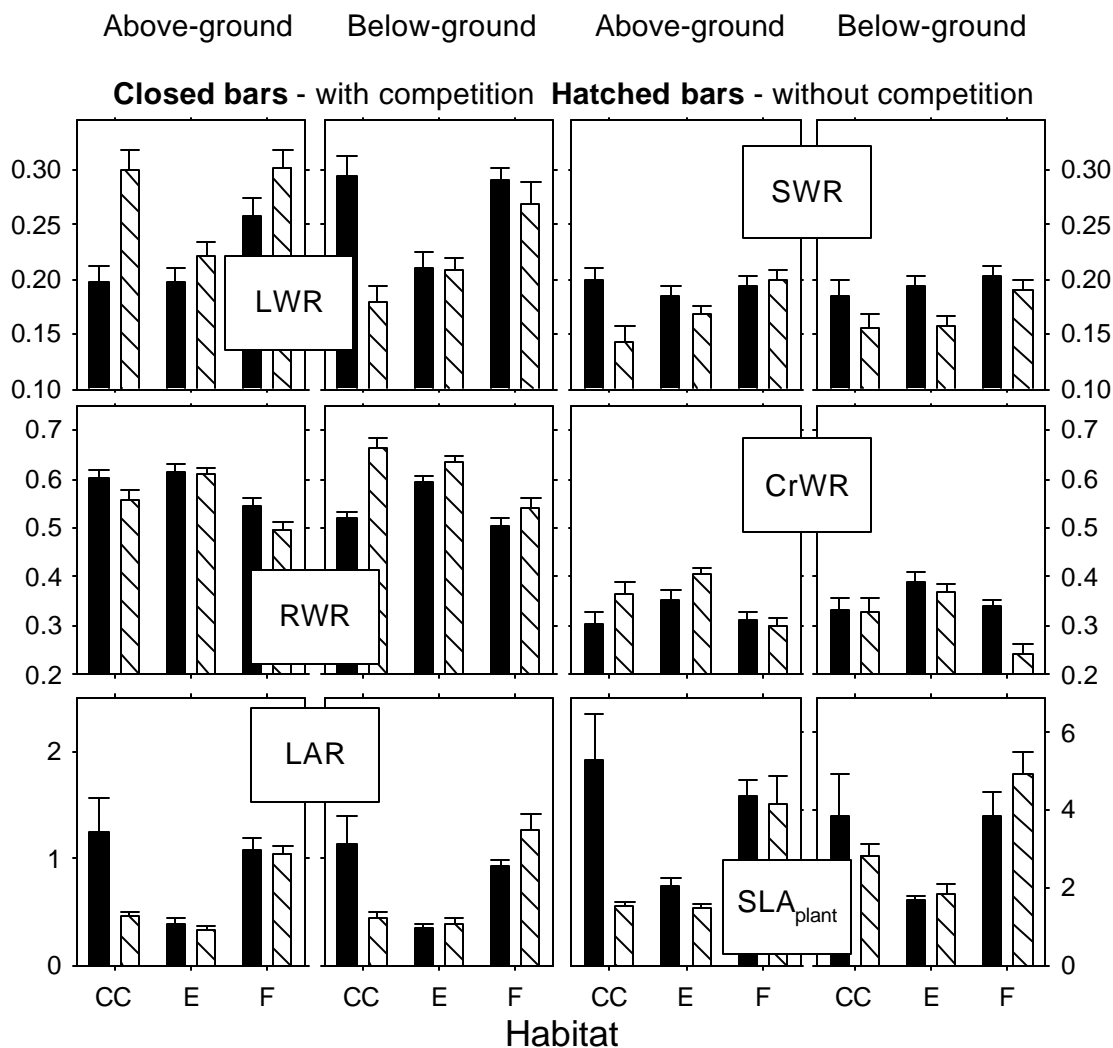 Above-ground Below-ground Above-ground Below-ground
Closed bars - with competition Hatched bars - without competition
0.30 0.30
SWR
0.25 0.25
LWR
0.20 0.20
0.15 0.15
0.10 0.10
0.7 0.7
0.6 0.6
CrWR
0.5 0.5
0.4 0.4
RWR
0.3 0.3
0.2 0.2
2 6
LAR
4
1
2
SLAplant
0 0
CC E F CC E F CC E F CC E F
Habitat